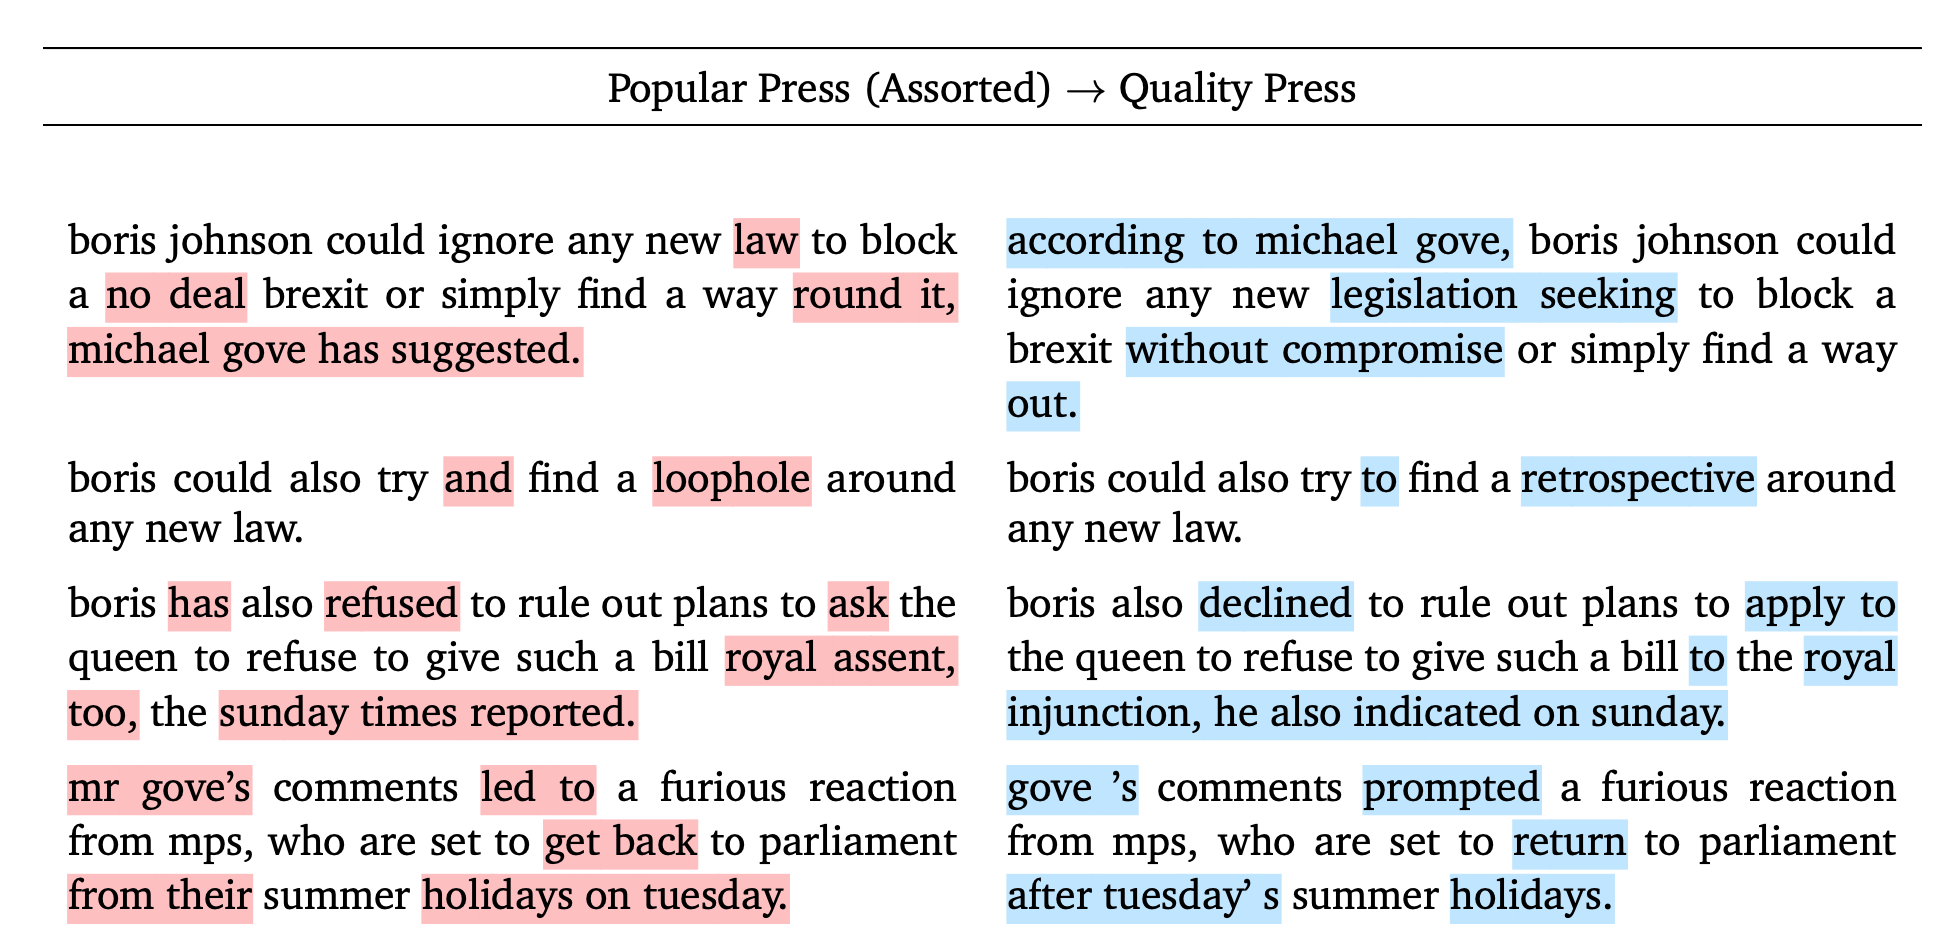 Popular Press (Assorted) → Quality Press
boris johnson could ignore any new law to block
a no deal brexit or simply find a way round it,
michael gove has suggested.
according to michael gove, boris johnson could
ignore any new legislation seeking to block a
brexit without compromise or simply find a way
out.
boris could also try and find a loophole around
any new law.
boris could also try to find a retrospective around
any new law.
boris has also refused to rule out plans to ask the
queen to refuse to give such a bill royal assent,
too, the sunday times reported.
boris also declined to rule out plans to apply to
the queen to refuse to give such a bill to the royal
injunction, he also indicated on sunday.
mr gove’s comments led to a furious reaction
from mps, who are set to get back to parliament
from their summer holidays on tuesday.
gove ’s comments prompted a furious reaction
from mps, who are set to return to parliament
after tuesday’ s summer holidays.